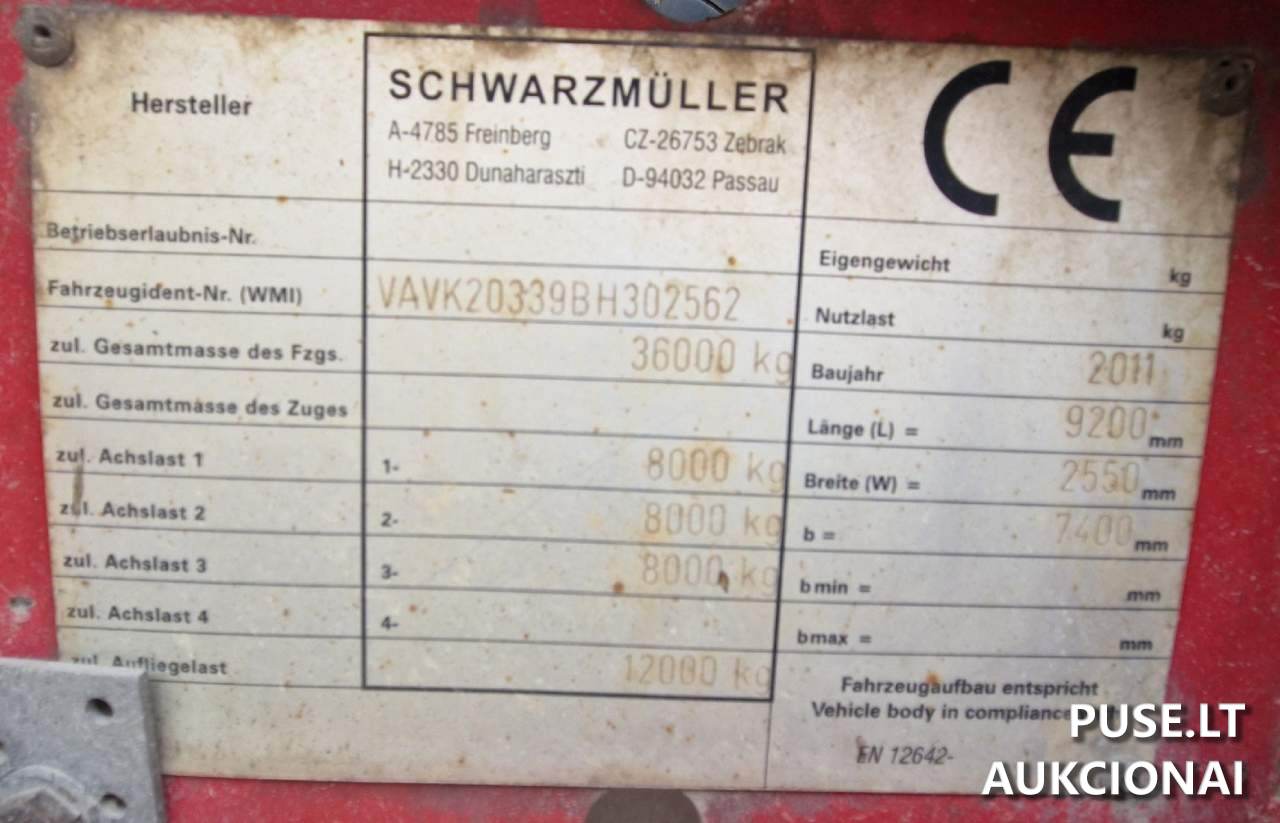 Hersteller
SCHWARZMÜLLER
A-4785 Freinberg CZ-26753 Zebrak
H-2330 Dunaharaszti D-94032 Passau
CE
Betriebserlaubnis-Nr.
Fahrzeugident-Nr. (WMI) VAVK20339BH302562
zul. Gesamtmasse des Fzgs. 36000 kg
zul. Gesamtmasse des Zuges
zul. Achslast 1 1- 8000 kg
zul. Achslast 2 2- 8000 kg
zul. Achslast 3 3- 8000 kg
zul. Achslast 4 4-
zul. Aufliegelast 12000 kg
Eigengewicht kg
Nutzlast kg
Baujahr 2011
Länge (L) = 9200 mm
Breite (W) = 2550 mm
b = 7400 mm
bmin = mm
bmax = mm
Fahrzeugaufbau entspricht
Vehicle body in compliance
EN 12642-
PUSE.LT
AUKCIONAI